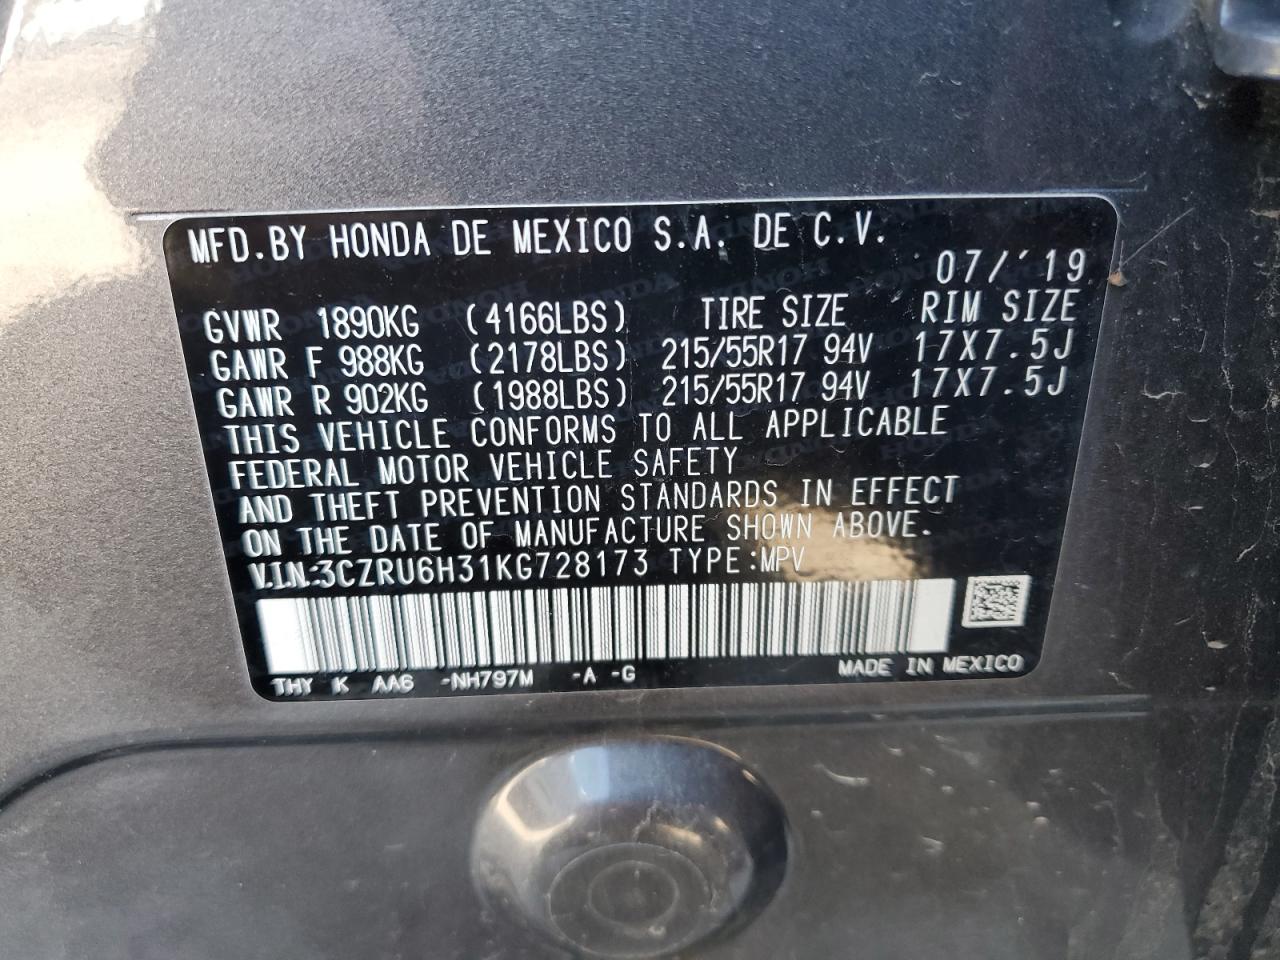 MFD.BY HONDA DE MEXICO S.A. DE C.V.
07/'19
GVWR 1890KG (4166LBS) TIRE SIZE RIM SIZE
GAWR F 988KG (2178LBS) 215/55R17 94V 17X7.5J
GAWR R 902KG (1988LBS) 215/55R17 94V 17X7.5J
THIS VEHICLE CONFORMS TO ALL APPLICABLE
FEDERAL MOTOR VEHICLE SAFETY
AND THEFT PREVENTION STANDARDS IN EFFECT
ON THE DATE OF MANUFACTURE SHOWN ABOVE.
V.I.N:3CZRU6H31KG728173 TYPE:MPV
THY K AA6 -NH797M -A -G MADE IN MEXICO